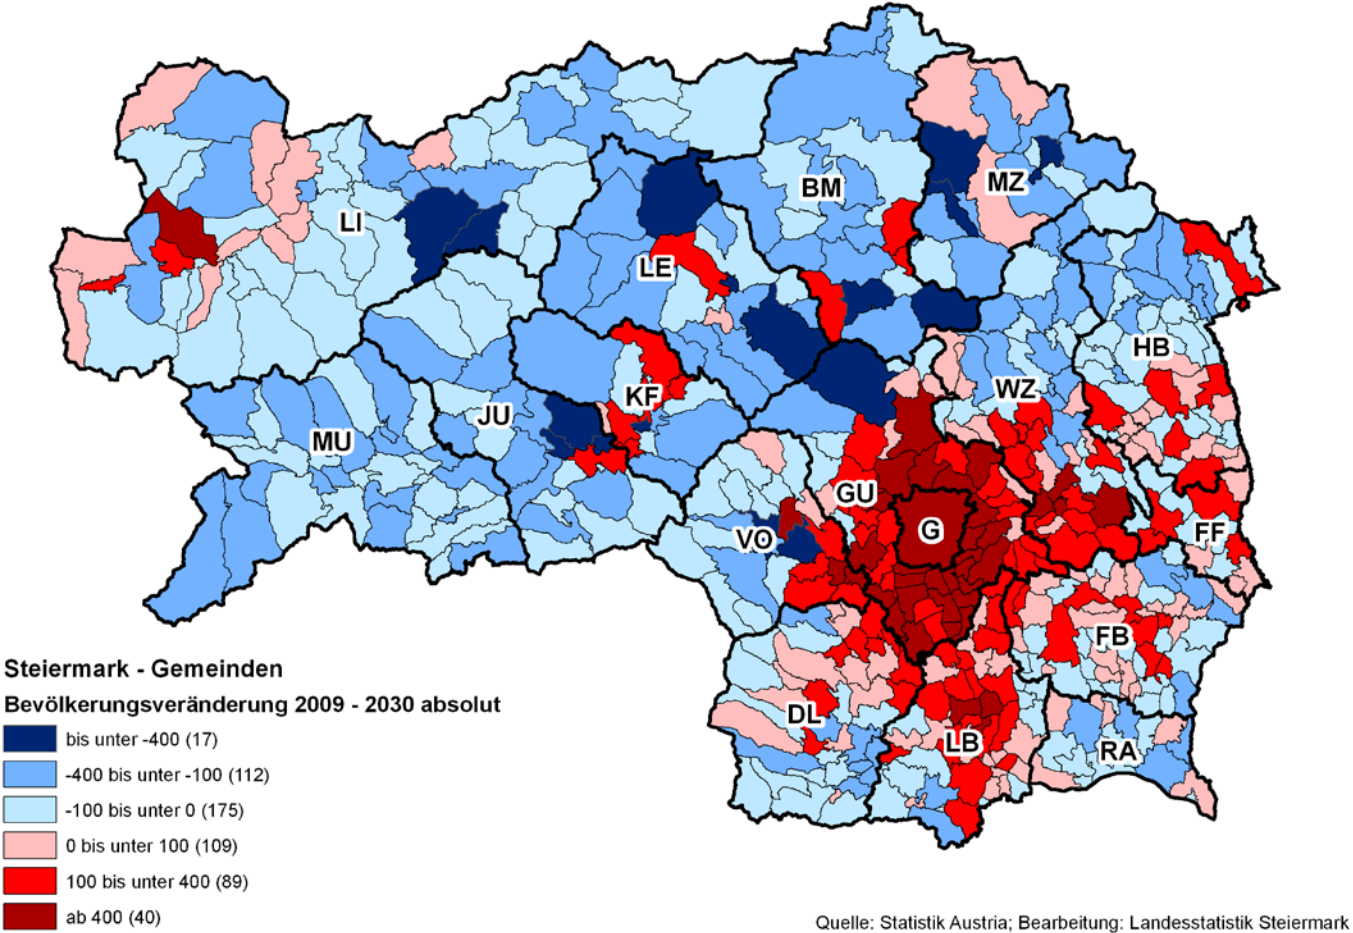 BM
MZ
LI
LE
HB
WZ
KF
JU
MU
GU
G
VO
FF
FB
DL
LB
RA
Steiermark - Gemeinden
Bevölkerungsveränderung 2009 - 2030 absolut
bis unter -400 (17)
-400 bis unter -100 (112)
-100 bis unter 0 (175)
0 bis unter 100 (109)
100 bis unter 400 (89)
ab 400 (40)
Quelle: Statistik Austria; Bearbeitung: Landesstatistik Steiermark